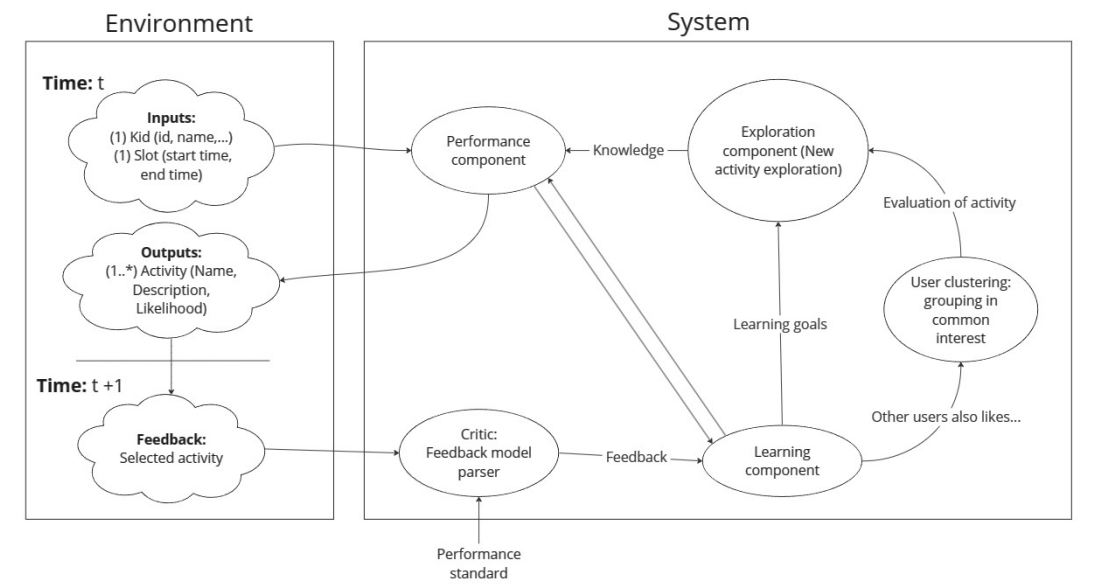 Environment
System
Time: t
Inputs:
(1) Kid (id, name,...)
(1) Slot (start time,
end time)
Performance
component
Knowledge
Exploration
component (New
activity exploration)
Evaluation of activity
Outputs:
(1..*) Activity (Name,
Description,
Likelihood)
User clustering:
grouping in
common
interest
Learning goals
Time: t +1
Feedback:
Selected activity
Critic:
Feedback model
parser
Feedback
Learning
component
Other users also likes...
Performance
standard